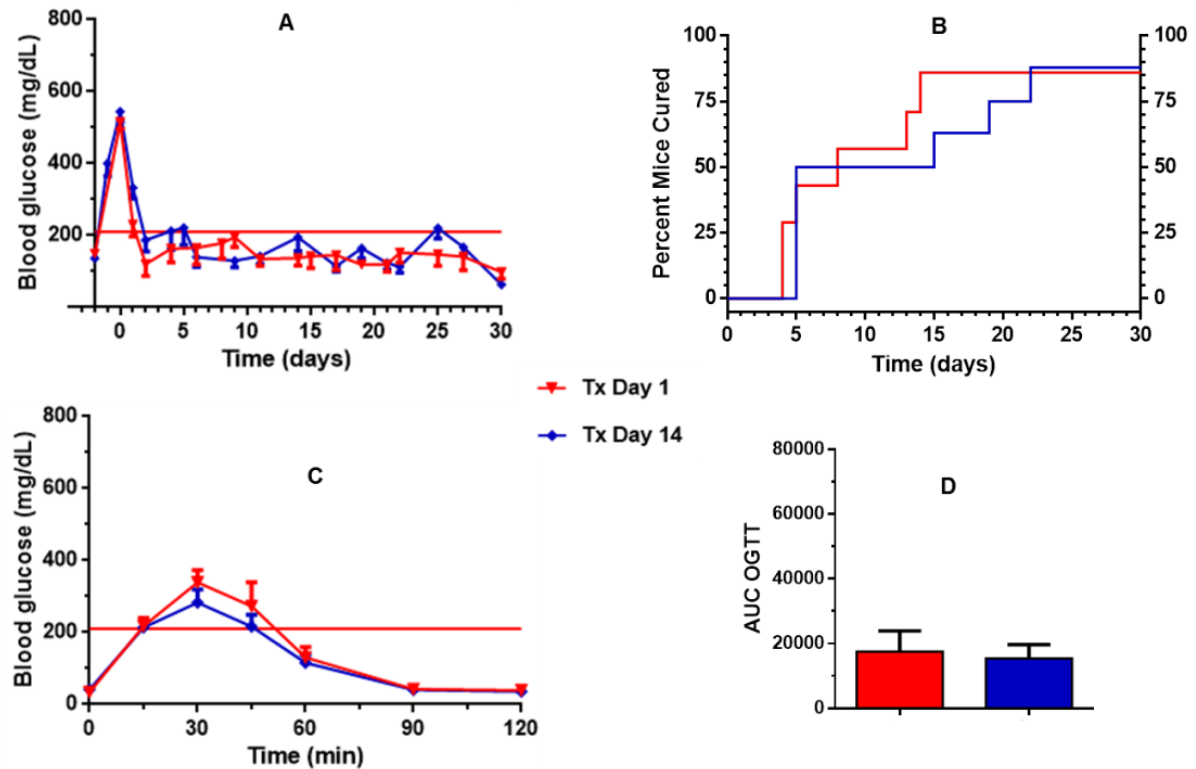 A
Blood glucose (mg/dL)
800
600
400
200
0 5 10 15 20 25 30
Time (days)
B
Percent Mice Cured
100 100
75 75
50 50
25 25
0 0
0 5 10 15 20 25 30
Time (days)
Tx Day 1
Tx Day 14
C
Blood glucose (mg/dL)
800
600
400
200
0
0 30 60 90 120
Time (min)
D
AUC OGTT
80000
60000
40000
20000
0